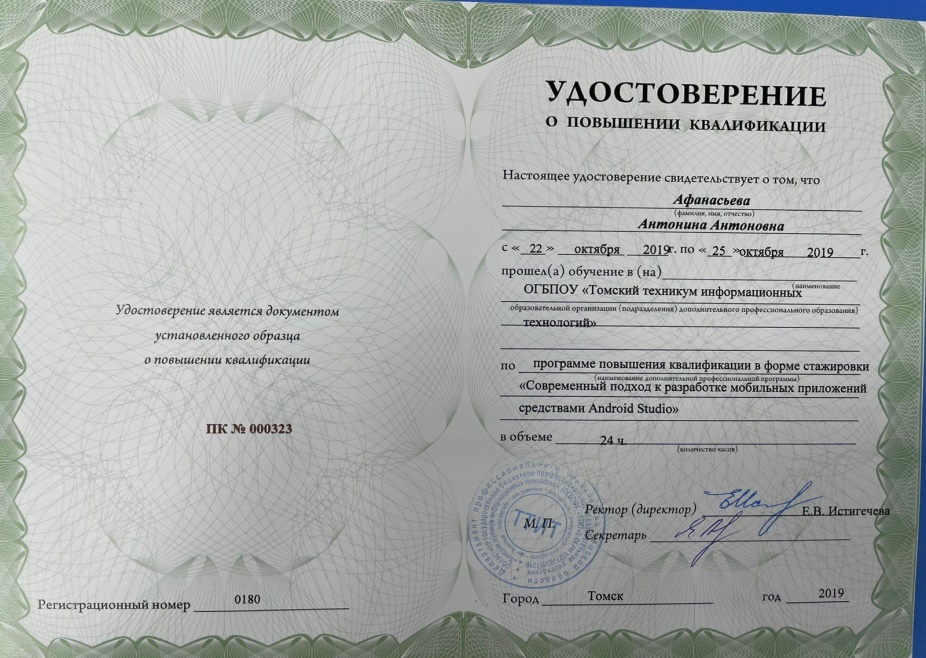 Удостоверение является документом
установленного образца
о повышении квалификации
ПК № 000323
Регистрационный номер 0180
УДОСТОВЕРЕНИЕ
О ПОВЫШЕНИИ КВАЛИФИКАЦИИ
Настоящее удостоверение свидетельствует о том, что
Афанасьева
(фамилия, имя, отчество)
Антонина Антоновна
с « 22 » октября 2019г. по « 25 » октября 2019 г.
прошел(а) обучение в (на)
(наименование
ОГБПОУ «Томский техникум информационных
образовательной организации (подразделения) дополнительного профессионального образования)
технологий»
по программе повышения квалификации в форме стажировки
(наименование дополнительной профессиональной программы)
«Современный подход к разработке мобильных приложений
средствами Android Studio»
в объеме 24 ч.
(количество часов)
Ректор (директор) Е.В. Истигечева
М. П.
ТТИТ
Секретарь
Город Томск год 2019